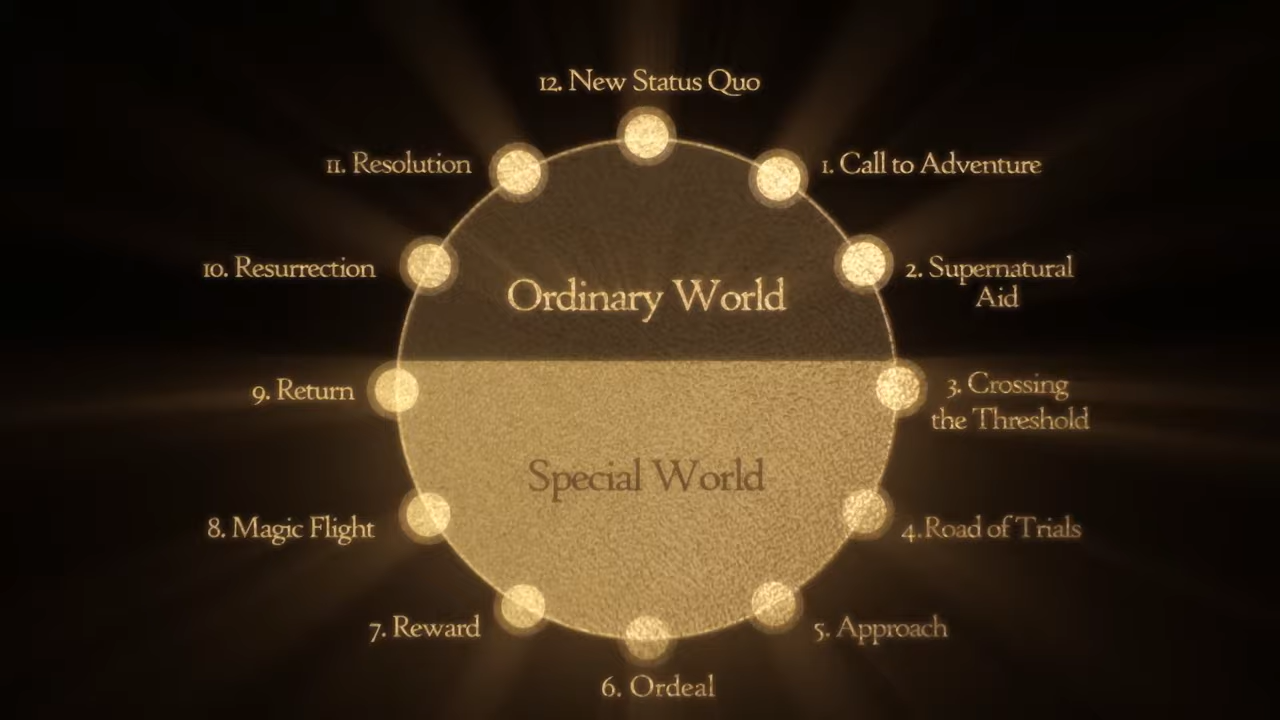 12. New Status Quo
11. Resolution
1. Call to Adventure
10. Resurrection
2. Supernatural
Aid
Ordinary World
9. Return
3. Crossing
the Threshold
Special World
8. Magic Flight
4.Road of Trials
7. Reward
5. Approach
6. Ordeal